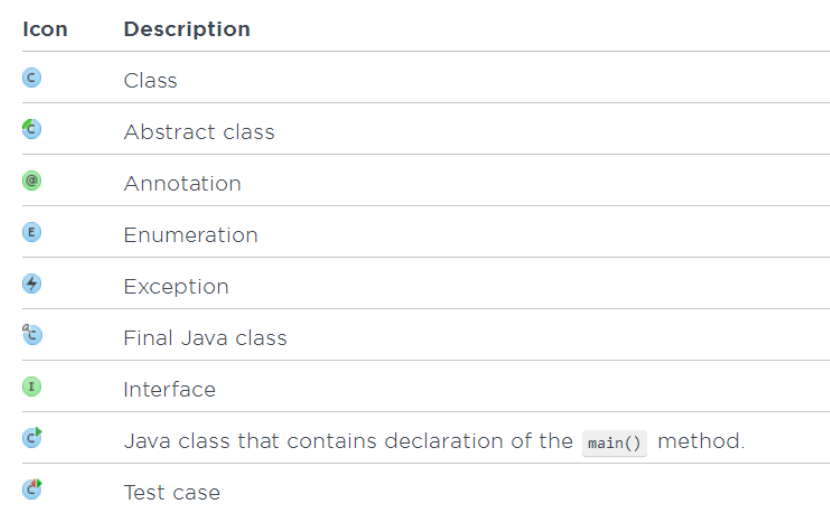 Icon Description
C Class
C Abstract class
@ Annotation
E Enumeration
Exception
C Final Java class
I Interface
C Java class that contains declaration of the main() method.
C Test case